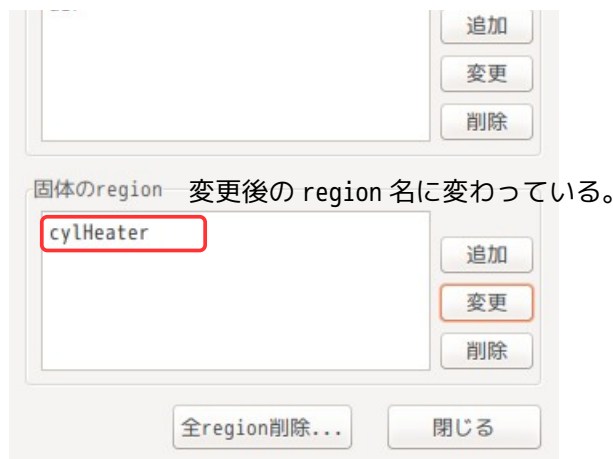 追加
変更
削除
固体のregion 変更後の region 名に変わっている。
cylHeater
追加
変更
削除
全region削除... 閉じる